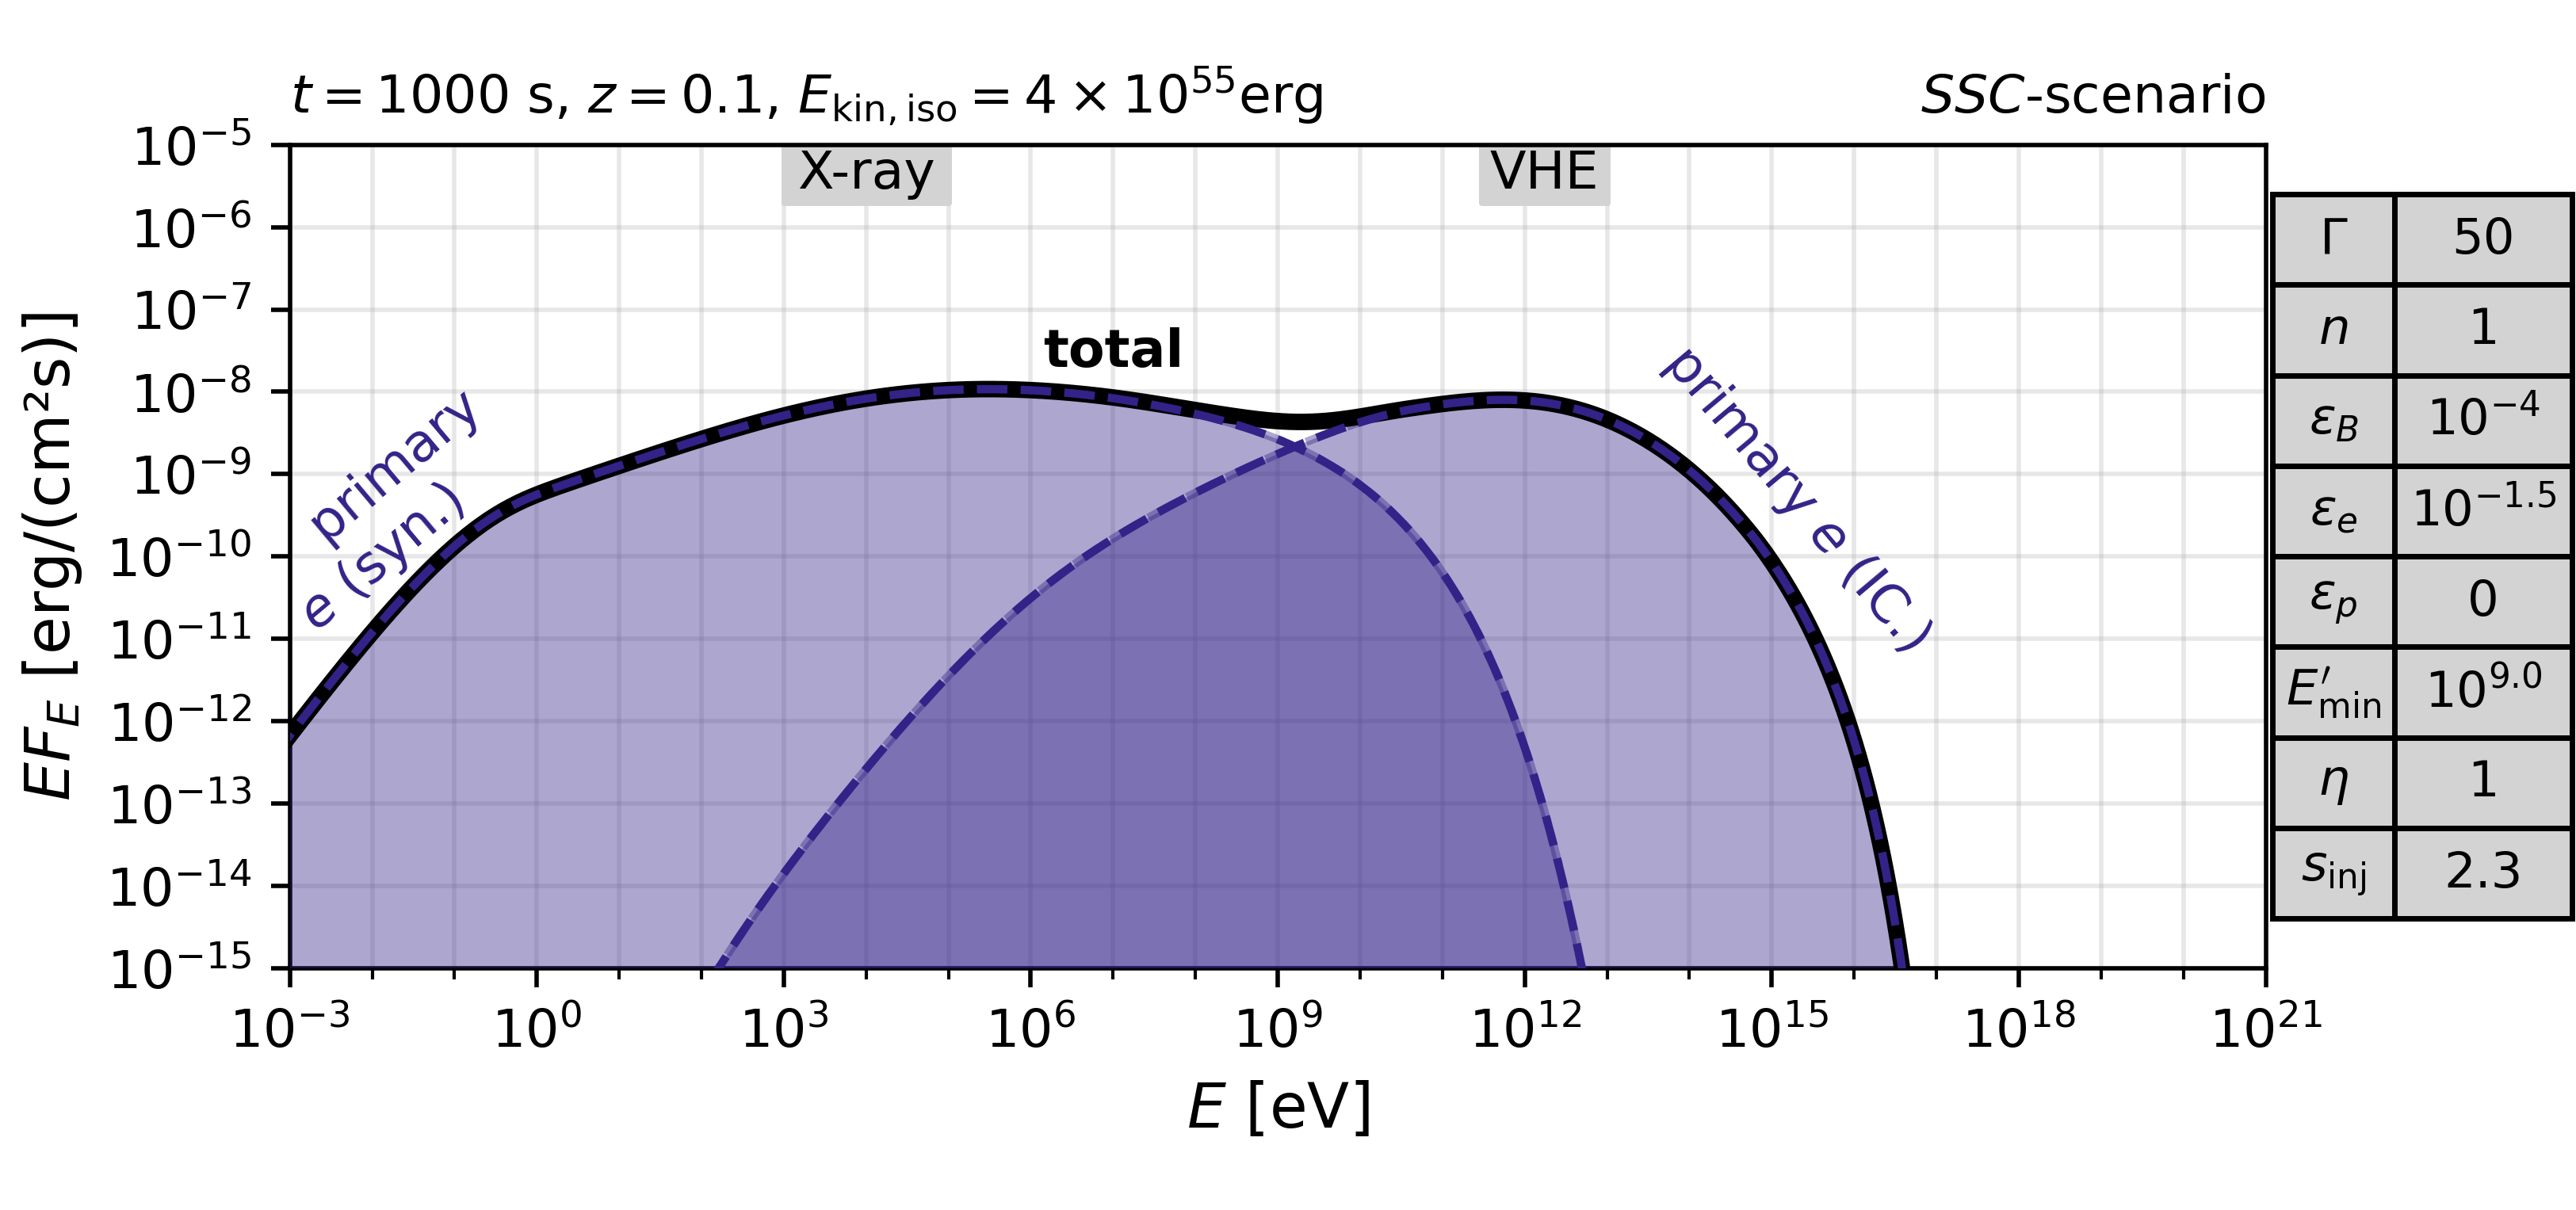 t = 1000 s, z = 0.1, E_kin, iso = 4 × 10^55 erg
SSC-scenario
X-ray
VHE
total
primary
e (syn.)
primary e (IC.)
EF_E [erg/(cm²s)]
10^−5
10^−6
10^−7
10^−8
10^−9
10^−10
10^−11
10^−12
10^−13
10^−14
10^−15
10^−3
10^0
10^3
10^6
10^9
10^12
10^15
10^18
10^21
E [eV]
Γ 50
n 1
ε_B 10^−4
ε_e 10^−1.5
ε_p 0
E′_min 10^9.0
η 1
s_inj 2.3